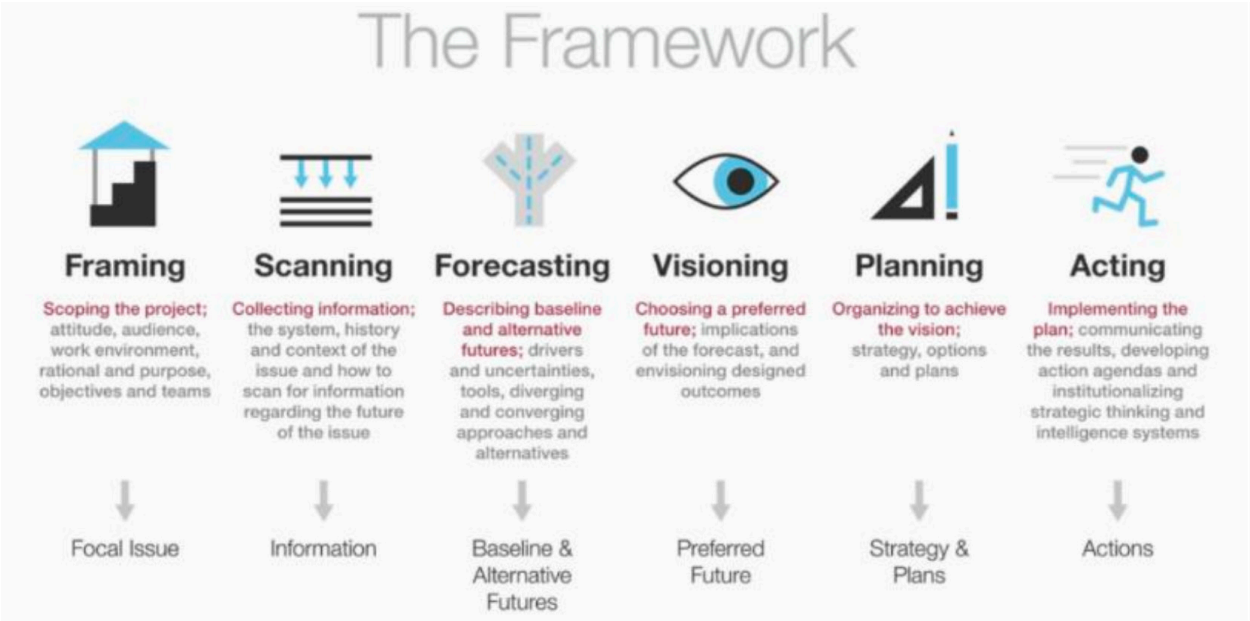 The Framework
Framing
Scoping the project;
attitude, audience,
work environment,
rational and purpose,
objectives and teams
Focal Issue
Scanning
Collecting information;
the system, history
and context of the
issue and how to
scan for information
regarding the future
of the issue
Information
Forecasting
Describing baseline
and alternative
futures; drivers
and uncertainties,
tools, diverging
and converging
approaches and
alternatives
Baseline &
Alternative
Futures
Visioning
Choosing a preferred
future; implications
of the forecast, and
envisioning designed
outcomes
Preferred
Future
Planning
Organizing to achieve
the vision;
strategy, options
and plans
Strategy &
Plans
Acting
Implementing the
plan; communicating
the results, developing
action agendas and
institutionalizing
strategic thinking and
intelligence systems
Actions